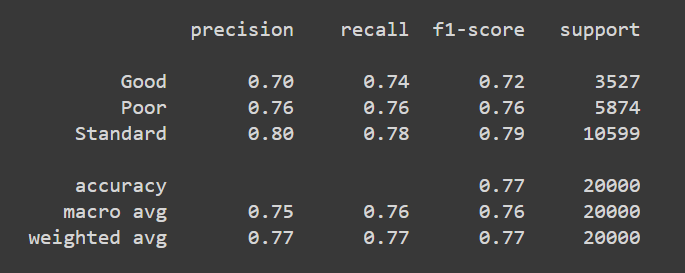 precision recall f1-score support
Good 0.70 0.74 0.72 3527
Poor 0.76 0.76 0.76 5874
Standard 0.80 0.78 0.79 10599
accuracy 0.77 20000
macro avg 0.75 0.76 0.76 20000
weighted avg 0.77 0.77 0.77 20000